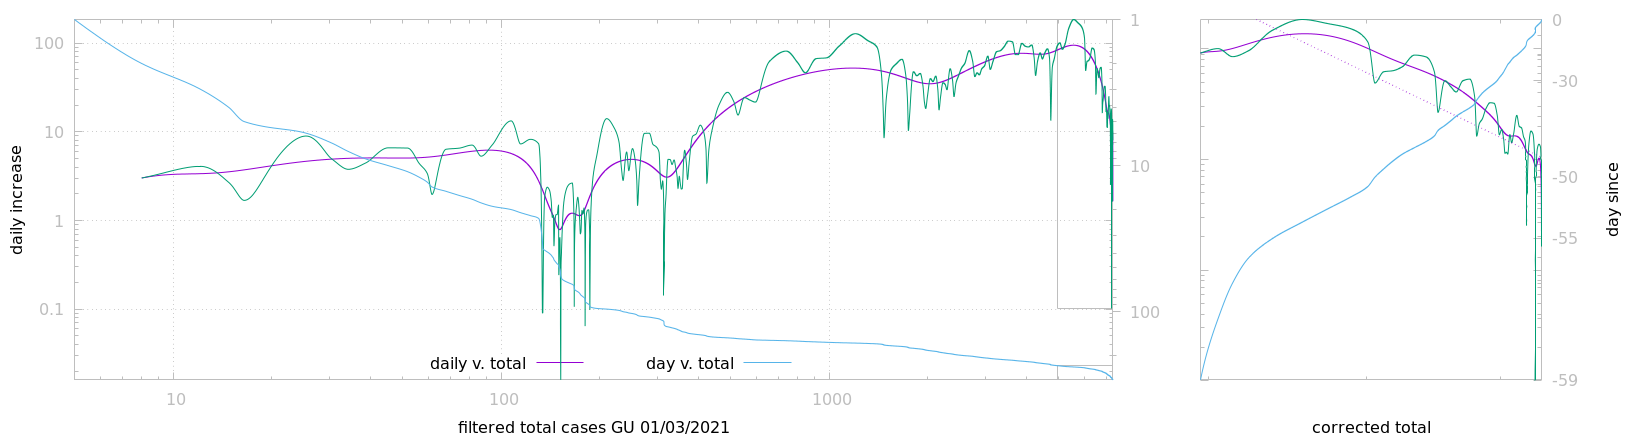 daily increase
100
10
1
0.1
10
100
1000
1
10
100
daily v. total
day v. total
filtered total cases GU 01/03/2021
0
-30
-50
-55
-59
day since
corrected total